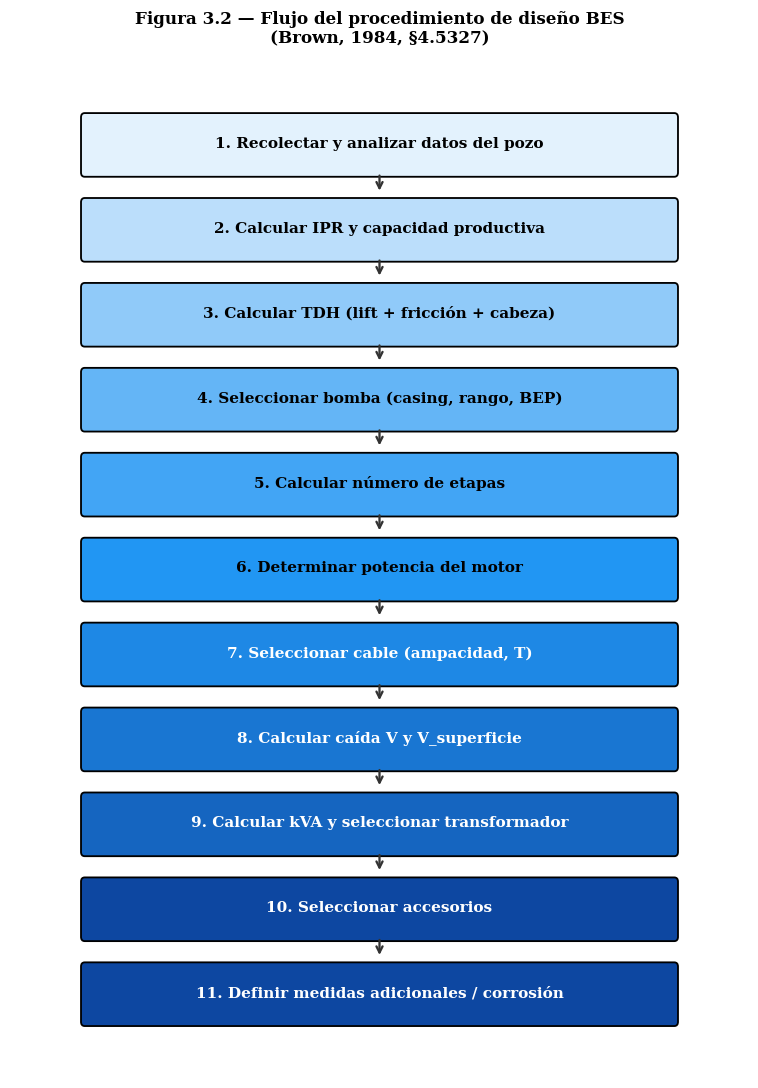 Figura 3.2 — Flujo del procedimiento de diseño BES
(Brown, 1984, §4.5327)
1. Recolectar y analizar datos del pozo
2. Calcular IPR y capacidad productiva
3. Calcular TDH (lift + fricción + cabeza)
4. Seleccionar bomba (casing, rango, BEP)
5. Calcular número de etapas
6. Determinar potencia del motor
7. Seleccionar cable (ampacidad, T)
8. Calcular caída V y V_superficie
9. Calcular kVA y seleccionar transformador
10. Seleccionar accesorios
11. Definir medidas adicionales / corrosión